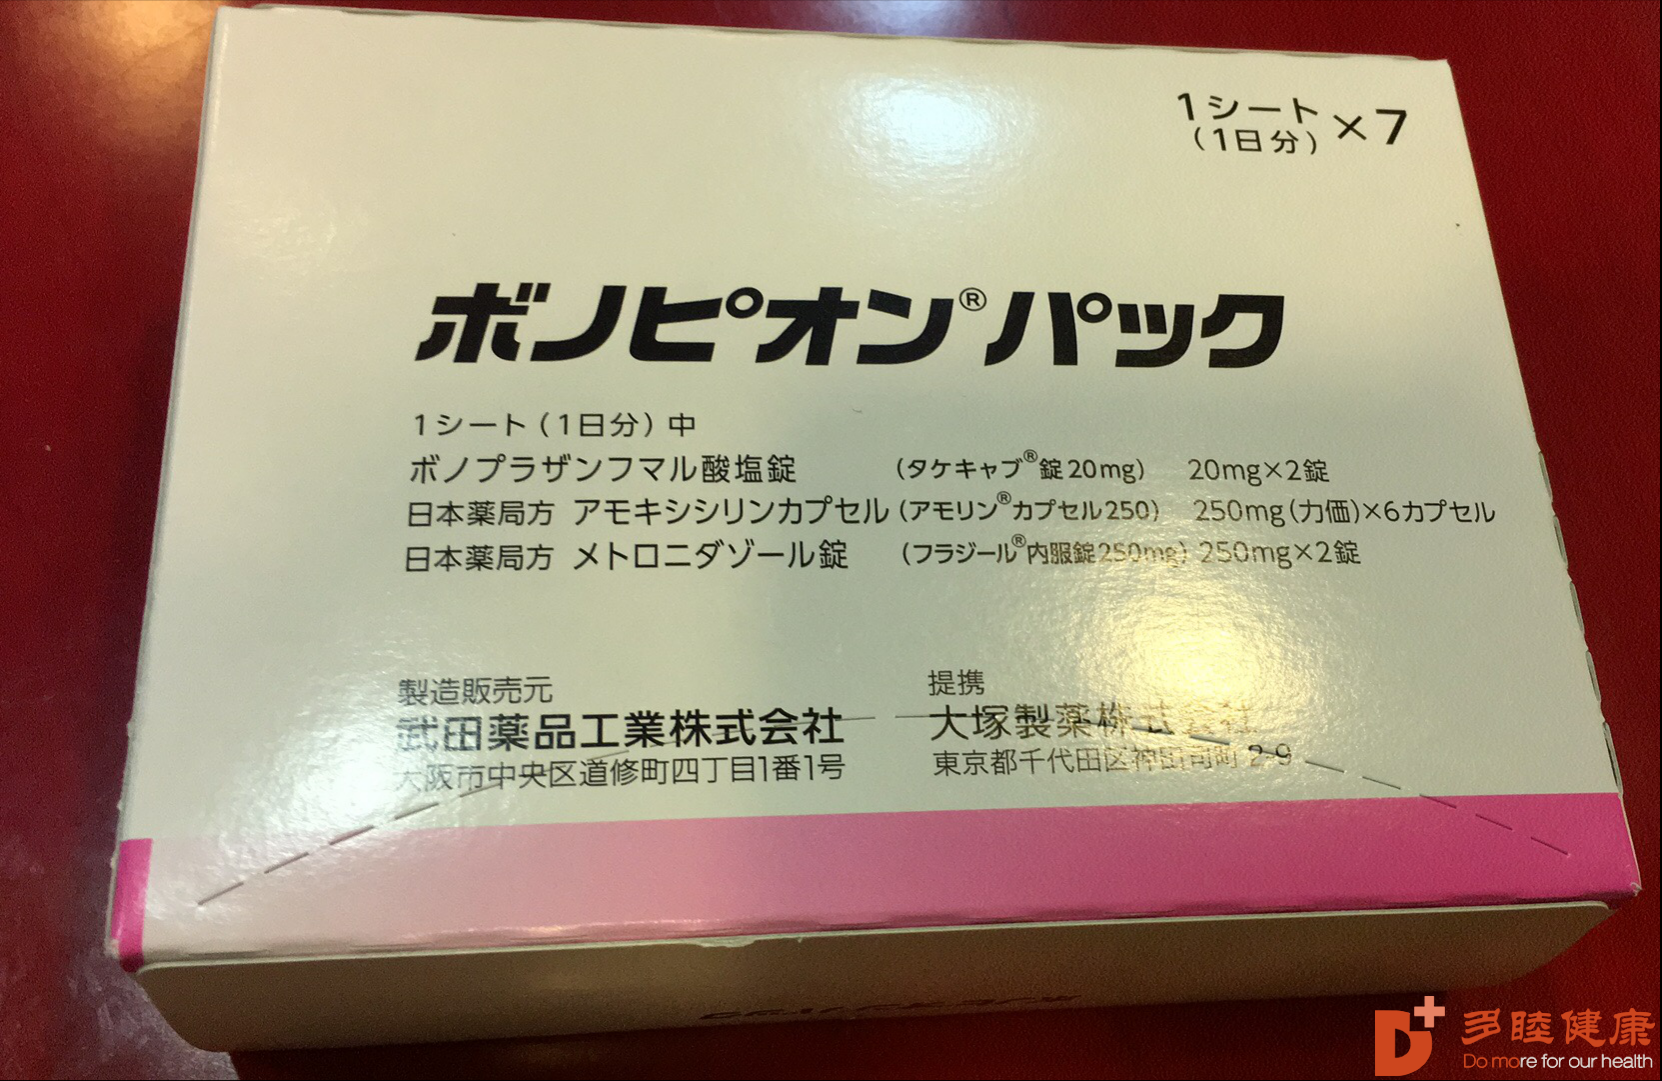 1シート
(1日分) ×7
ボノピオン®パック
1シート(1日分)中
ボノプラザンフマル酸塩錠 (タケキャブ®錠20mg) 20mg×2錠
日本薬局方 アモキシシリンカプセル(アモリン®カプセル250) 250mg(力価)×6カプセル
日本薬局方 メトロニダゾール錠 (フラジール®内服錠250mg) 250mg×2錠
製造販売元
武田薬品工業株式会社
大阪市中央区道修町四丁目1番1号
提携
大塚製薬株式会社
東京都千代田区神田司町 2-9
D+ 多睦健康
Do more for our health